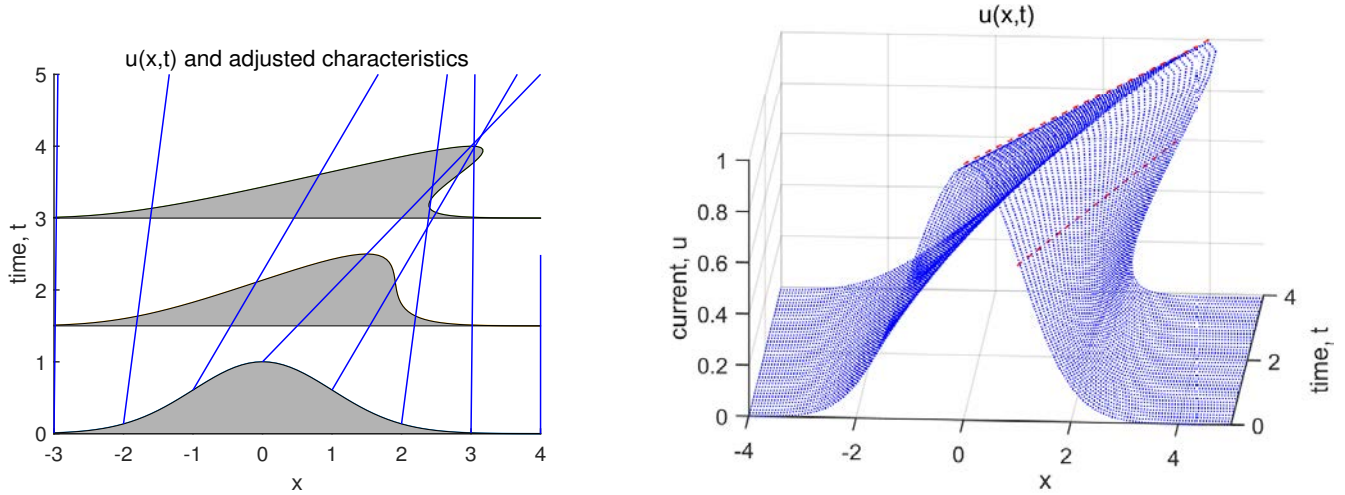 u(x,t) and adjusted characteristics
5
4
3
2
1
0
time, t
-3 -2 -1 0 1 2 3 4
x
u(x,t)
1
0.8
0.6
0.4
0.2
0
current, u
-4 -2 0 2 4
x
4
2
0
time, t